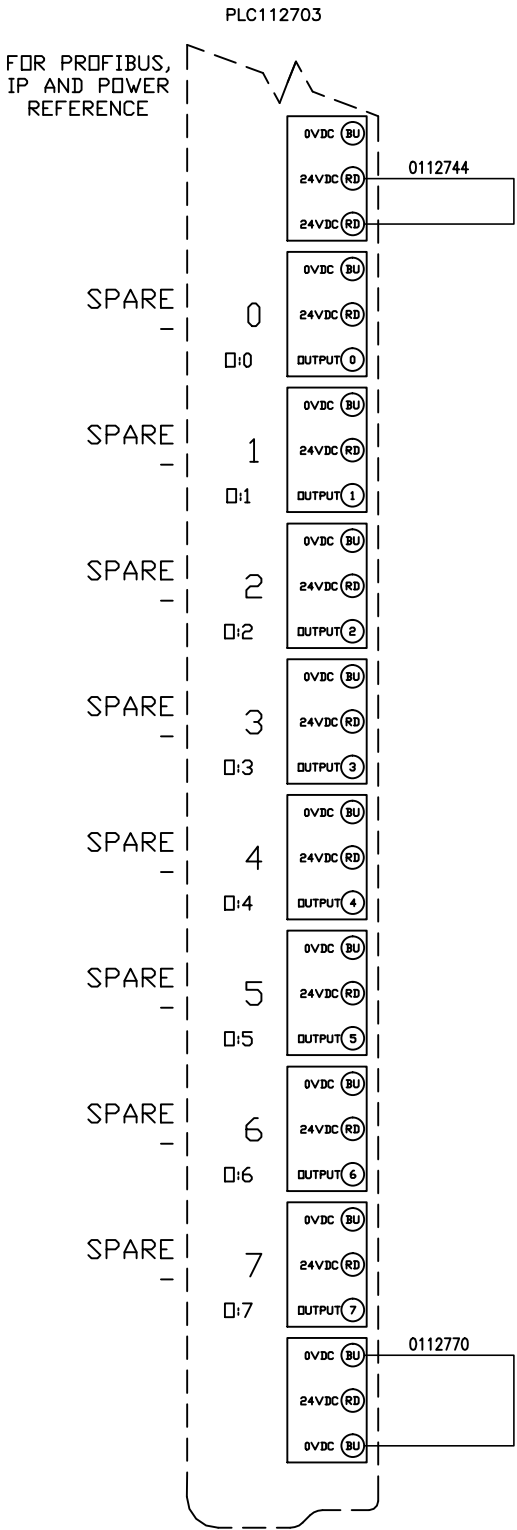 PLC112703
FOR PROFIBUS,
IP AND POWER
REFERENCE
0VDC BU
24VDC RD 0112744
24VDC RD
0VDC BU
SPARE 0 24VDC RD
–
O:0 OUTPUT 0
0VDC BU
SPARE 1 24VDC RD
–
O:1 OUTPUT 1
0VDC BU
SPARE 2 24VDC RD
–
O:2 OUTPUT 2
0VDC BU
SPARE 3 24VDC RD
–
O:3 OUTPUT 3
0VDC BU
SPARE 4 24VDC RD
–
O:4 OUTPUT 4
0VDC BU
SPARE 5 24VDC RD
–
O:5 OUTPUT 5
0VDC BU
SPARE 6 24VDC RD
–
O:6 OUTPUT 6
0VDC BU
SPARE 7 24VDC RD
–
O:7 OUTPUT 7
0VDC BU 0112770
24VDC RD
0VDC BU